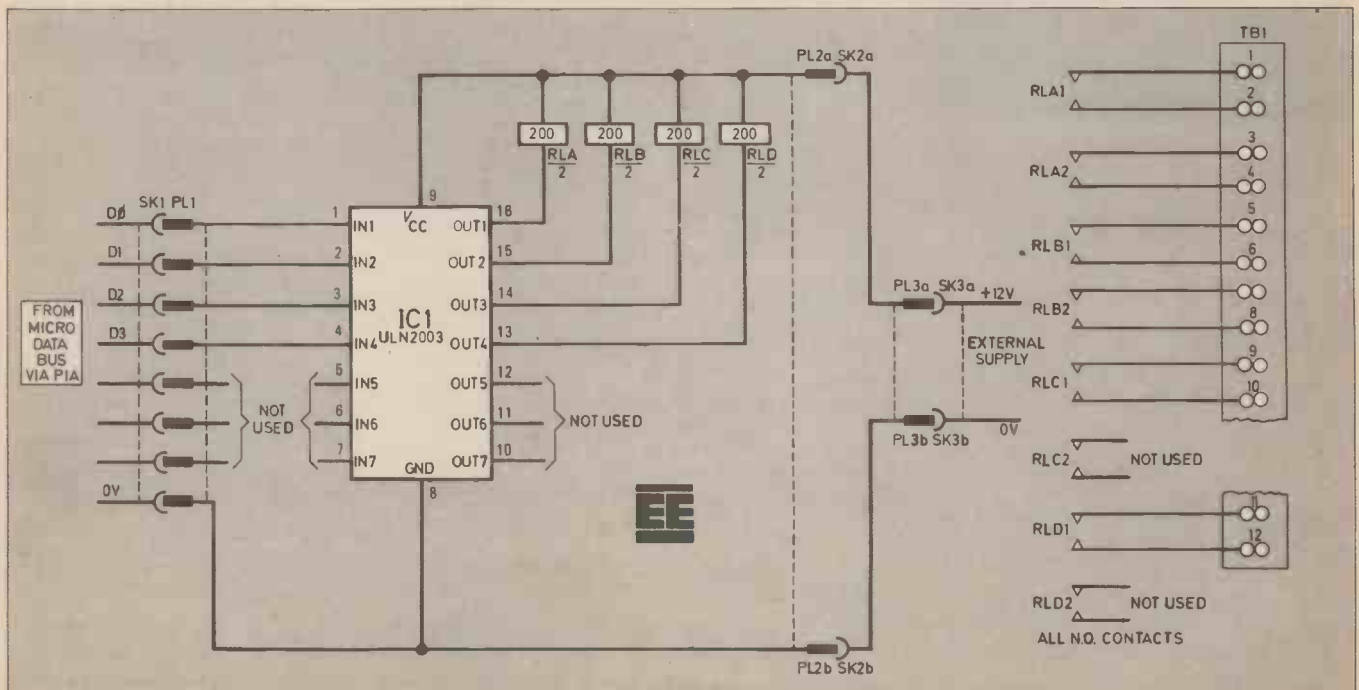 TB1
PL2a SK2a
1
RLA1
2
200 200 200 200
RLA RLB RLC RLD
2 2 2 2
3
RLA2
4
SK1 PL1
DØ
9
VCC
1 IN1 OUT1 16
5
RLB1
6
D1 2 IN2 OUT2 15
D2 3 IN3 OUT3 14
PL3a SK3a +12V
RLB2
8
FROM
MICRO
DATA
BUS
VIA PIA
IC1
ULN2003
D3 4 IN4 OUT4 13
EXTERNAL
SUPPLY
9
RLC1
10
5 IN5 OUT5 12
NOT
USED
6 IN6 OUT6 11
NOT USED
7 IN7 OUT7 10
PL3b SK3b 0V
RLC2 NOT USED
GND
8
0V
EE
11
RLD1
12
RLD2 NOT USED
ALL N.O. CONTACTS
PL2b SK2b